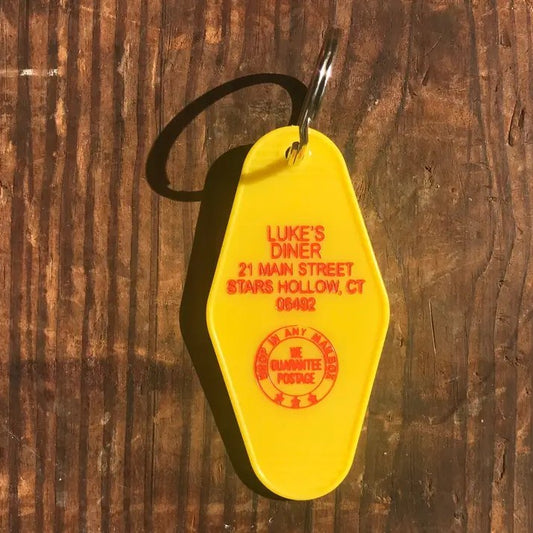 LUKE'S
DINER
21 MAIN STREET
STARS HOLLOW, CT
06492
DROP IN ANY MAILBOX
WE
GUARANTEE
POSTAGE